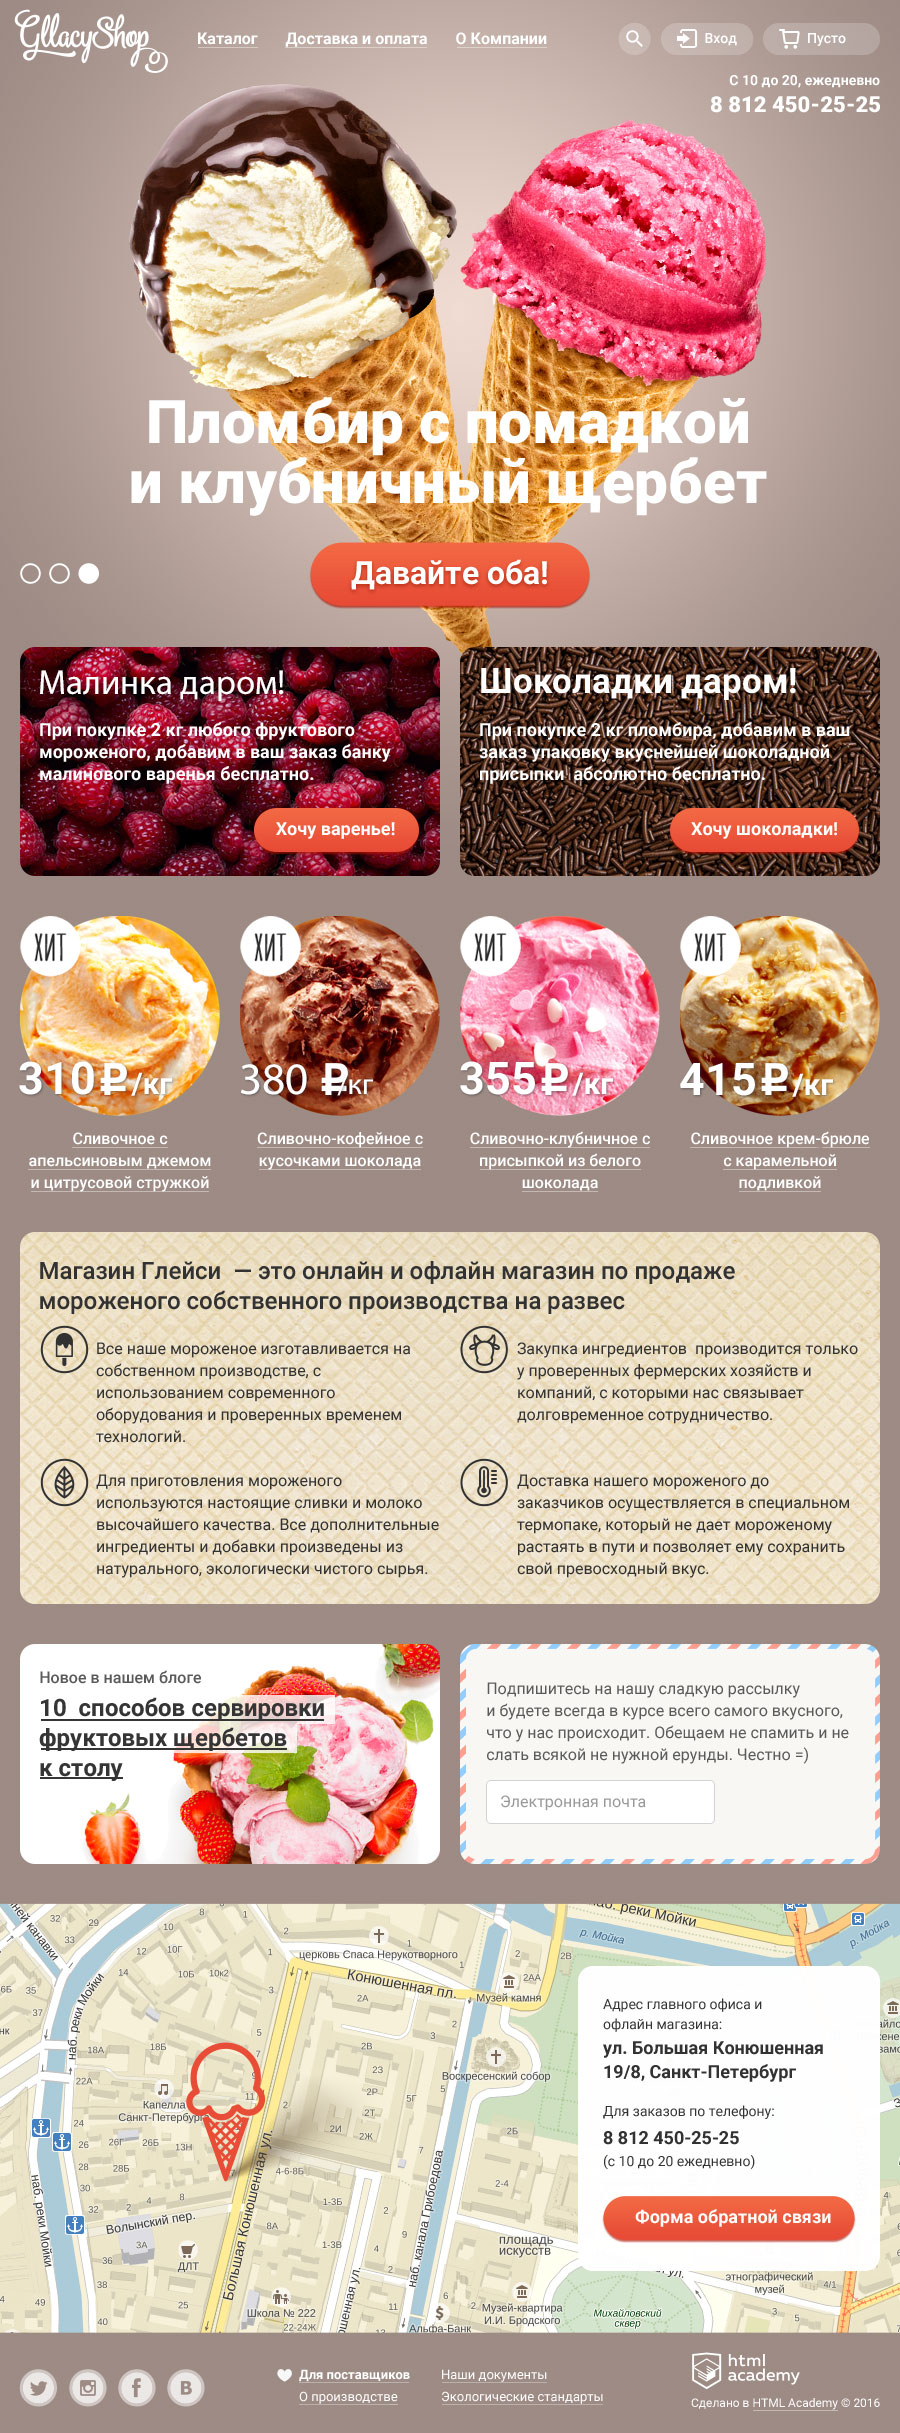 GllacyShop
Каталог
Доставка и оплата
О Компании
Вход
Пусто
С 10 до 20, ежедневно
8 812 450-25-25
Пломбир с помадкой
и клубничный щербет
Давайте оба!
Малинка даром!
При покупке 2 кг любого фруктового
мороженого, добавим в ваш заказ банку
малинового варенья бесплатно.
Хочу варенье!
Шоколадки даром!
При покупке 2 кг пломбира, добавим в ваш
заказ упаковку вкуснейшей шоколадной
присыпки абсолютно бесплатно.
Хочу шоколадки!
ХИТ
310₽/кг
Сливочное с
апельсиновым джемом
и цитрусовой стружкой
ХИТ
380 ₽/кг
Сливочно-кофейное с
кусочками шоколада
ХИТ
355₽/кг
Сливочно-клубничное с
присыпкой из белого
шоколада
ХИТ
415₽/кг
Сливочное крем-брюле
с карамельной
подливкой
Магазин Глейси — это онлайн и офлайн магазин по продаже
мороженого собственного производства на развес
Все наше мороженое изготавливается на
собственном производстве, с
использованием современного
оборудования и проверенных временем
технологий.
Закупка ингредиентов производится только
у проверенных фермерских хозяйств и
компаний, с которыми нас связывает
долговременное сотрудничество.
Для приготовления мороженого
используются настоящие сливки и молоко
высочайшего качества. Все дополнительные
ингредиенты и добавки произведены из
натурального, экологически чистого сырья.
Доставка нашего мороженого до
заказчиков осуществляется в специальном
термопаке, который не дает мороженому
растаять в пути и позволяет ему сохранить
свой превосходный вкус.
Новое в нашем блоге
10 способов сервировки
фруктовых щербетов
к столу
Подпишитесь на нашу сладкую рассылку
и будете всегда в курсе всего самого вкусного,
что у нас происходит. Обещаем не спамить и не
слать всякой не нужной ерунды. Честно =)
Электронная почта
наб. реки Мойки
р. Мойка
р. Мойка
церковь Спаса Нерукотворного
Конюшенная пл.
Музей камня
наб. реки Мойки
Воскресенский собор
Капелла
Санкт-Петербург
Большая Конюшенная ул.
наб. канала Грибоедова
наб. реки Мойки
Волынский пер.
ДЛТ
площадь
искусств
Школа № 222
Альфа-Банк
Музей-квартира
И.И. Бродского
Михайловский
сквер
этнографический
музей
Адрес главного офиса и
офлайн магазина:
ул. Большая Конюшенная
19/8, Санкт-Петербург
Для заказов по телефону:
8 812 450-25-25
(с 10 до 20 ежедневно)
Форма обратной связи
Для поставщиков
О производстве
Наши документы
Экологические стандарты
html
academy
Сделано в HTML Academy © 2016